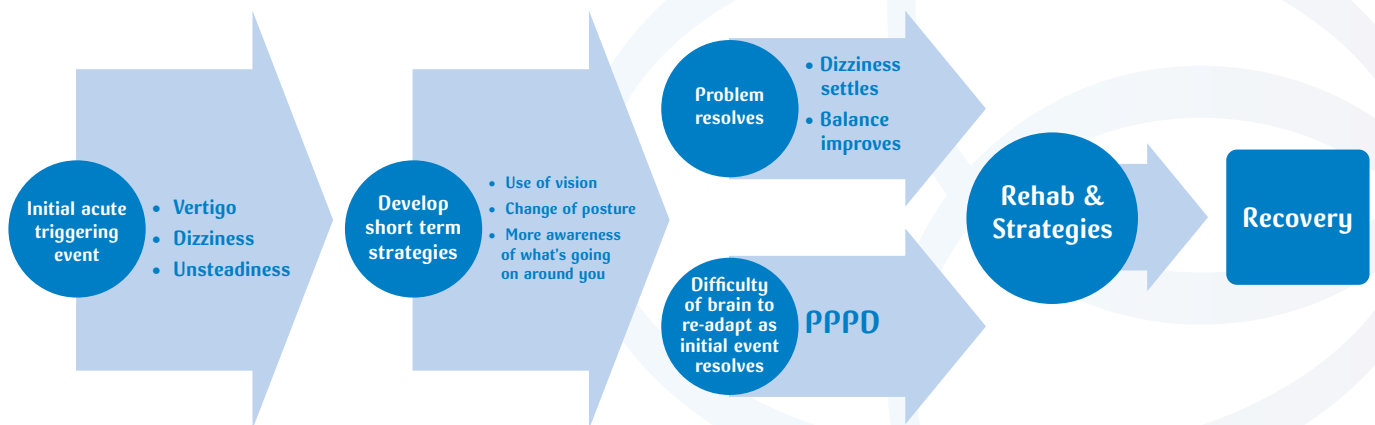 Initial acute
triggering
event
• Vertigo
• Dizziness
• Unsteadiness
Develop
short term
strategies
• Use of vision
• Change of posture
• More awareness
of what's going
on around you
Problem
resolves
• Dizziness
settles
• Balance
improves
Difficulty
of brain to
re-adapt as
initial event
resolves
PPPD
Rehab &
Strategies
Recovery